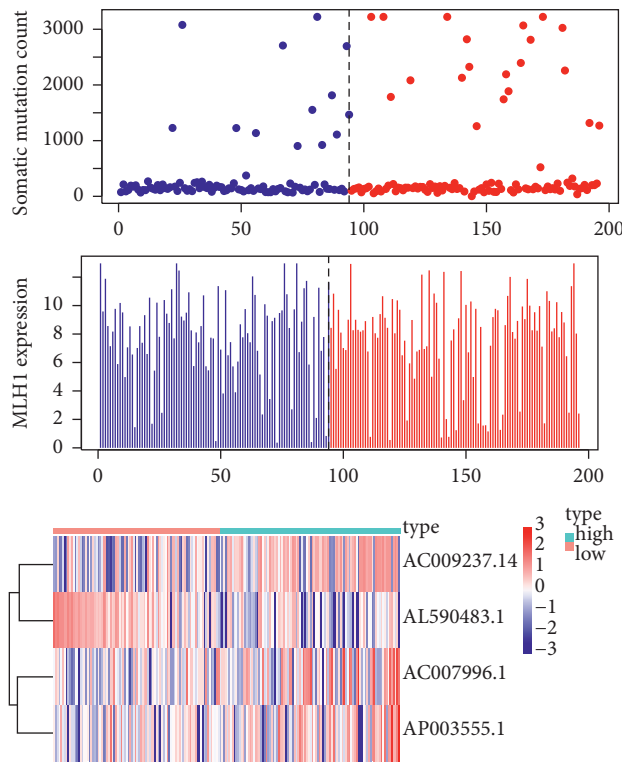 Somatic mutation count
3000
2000
1000
0
0 50 100 150 200
MLH1 expression
10
8
6
4
2
0
0 50 100 150 200
type
AC009237.14
AL590483.1
AC007996.1
AP003555.1
3
2
1
0
−1
−2
−3
type
high
low